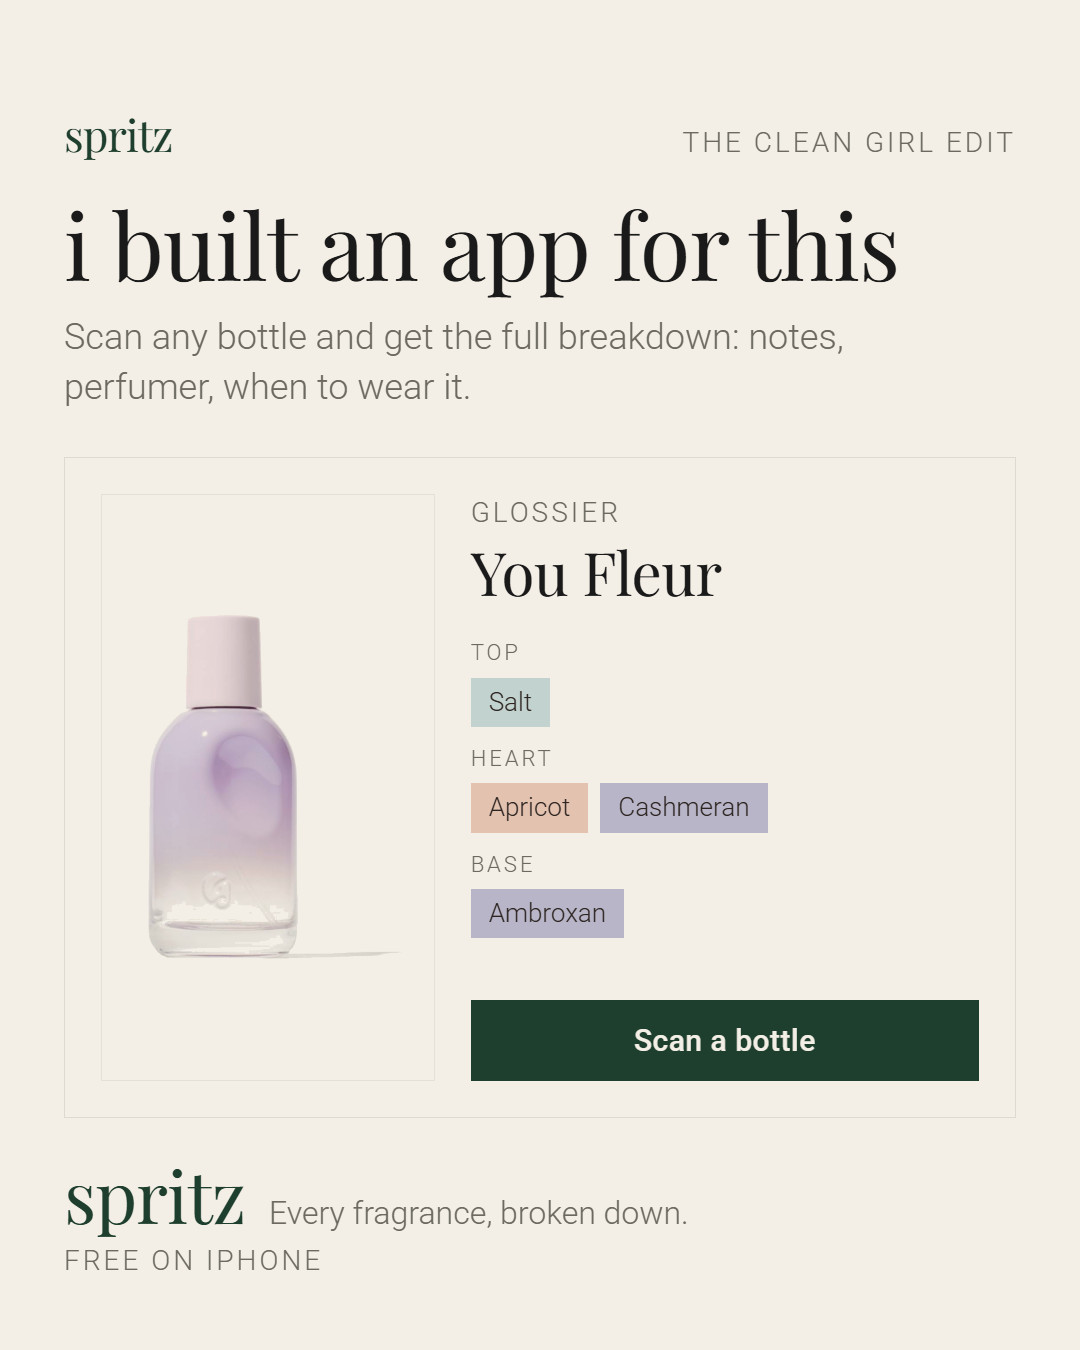 spritz
THE CLEAN GIRL EDIT
i built an app for this
Scan any bottle and get the full breakdown: notes,
perfumer, when to wear it.
GLOSSIER
You Fleur
TOP
Salt
HEART
Apricot Cashmeran
BASE
Ambroxan
Scan a bottle
spritz Every fragrance, broken down.
FREE ON IPHONE